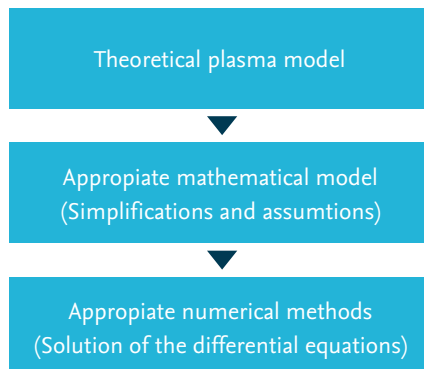 Theoretical plasma model
Appropiate mathematical model
(Simplifications and assumtions)
Appropiate numerical methods
(Solution of the differential equations)